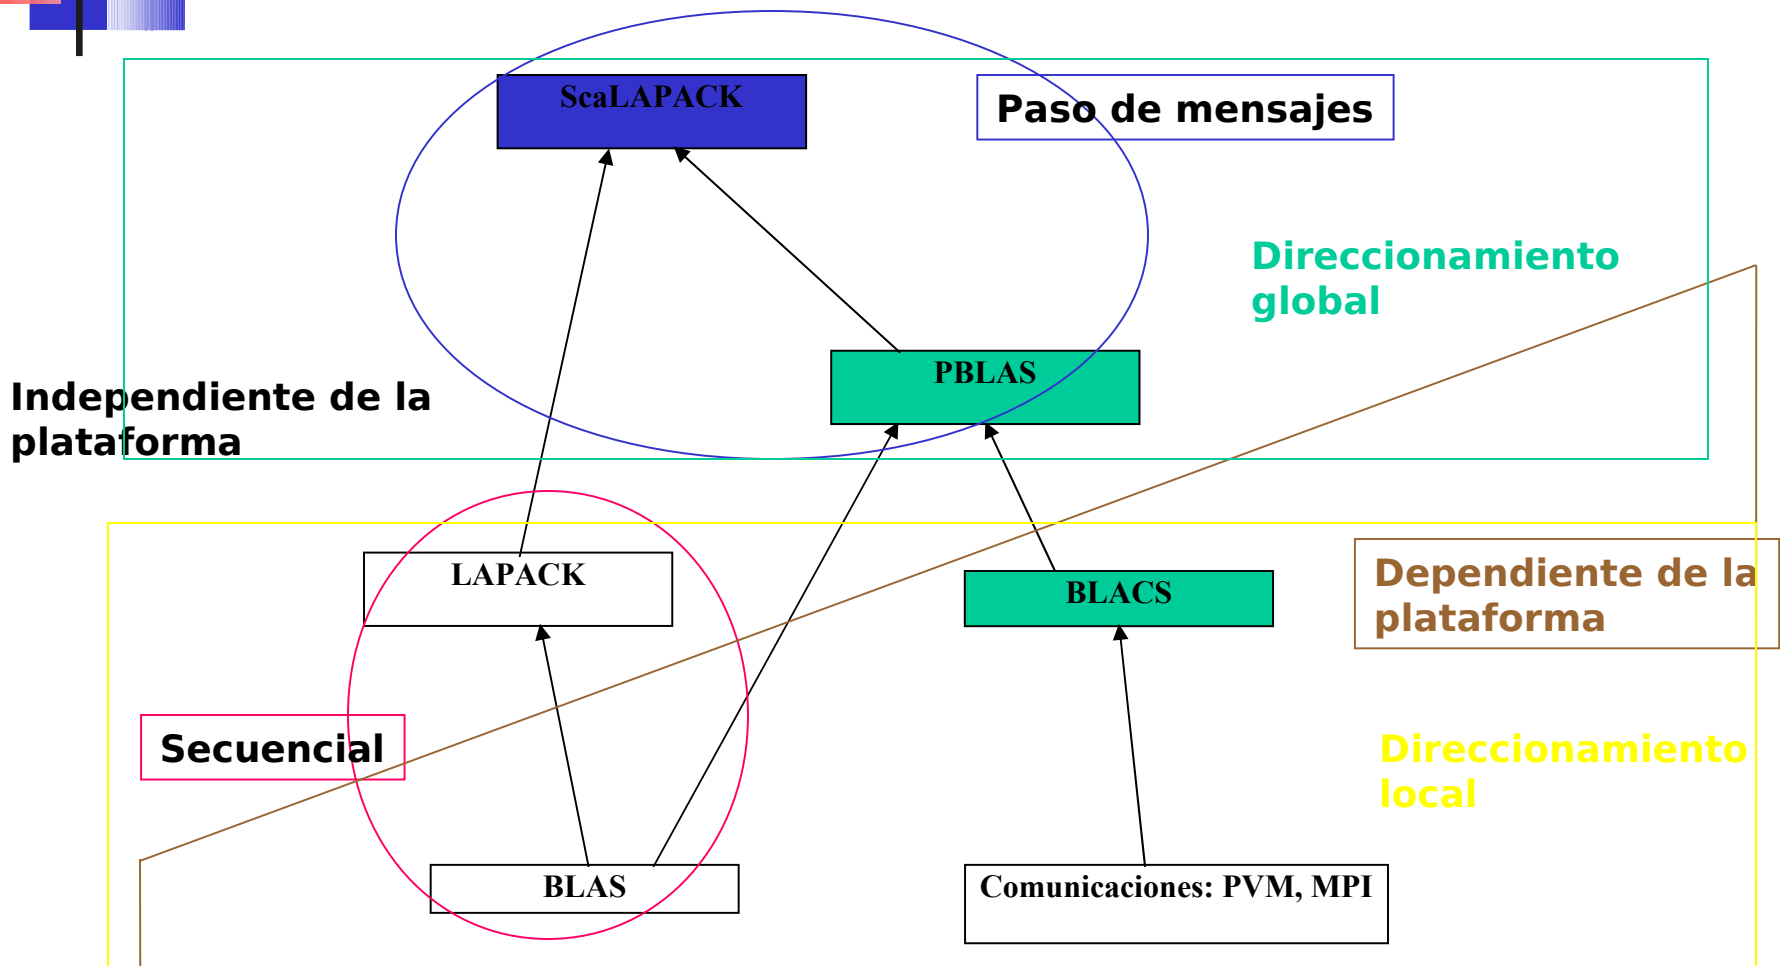 ScaLAPACK
Paso de mensajes
Direccionamiento
global
PBLAS
Independiente de la
plataforma
LAPACK
BLACS
Dependiente de la
plataforma
Secuencial
Direccionamiento
local
BLAS
Comunicaciones: PVM, MPI